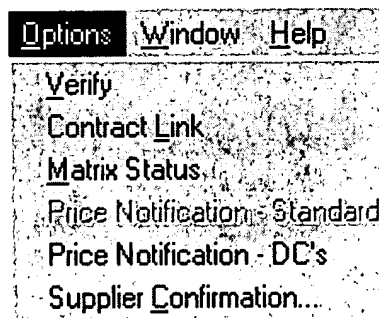 Options Window Help
Verify
Contract Link
Matrix Status
Price Notification - Standard
Price Notification - DC's
Supplier Confirmation...